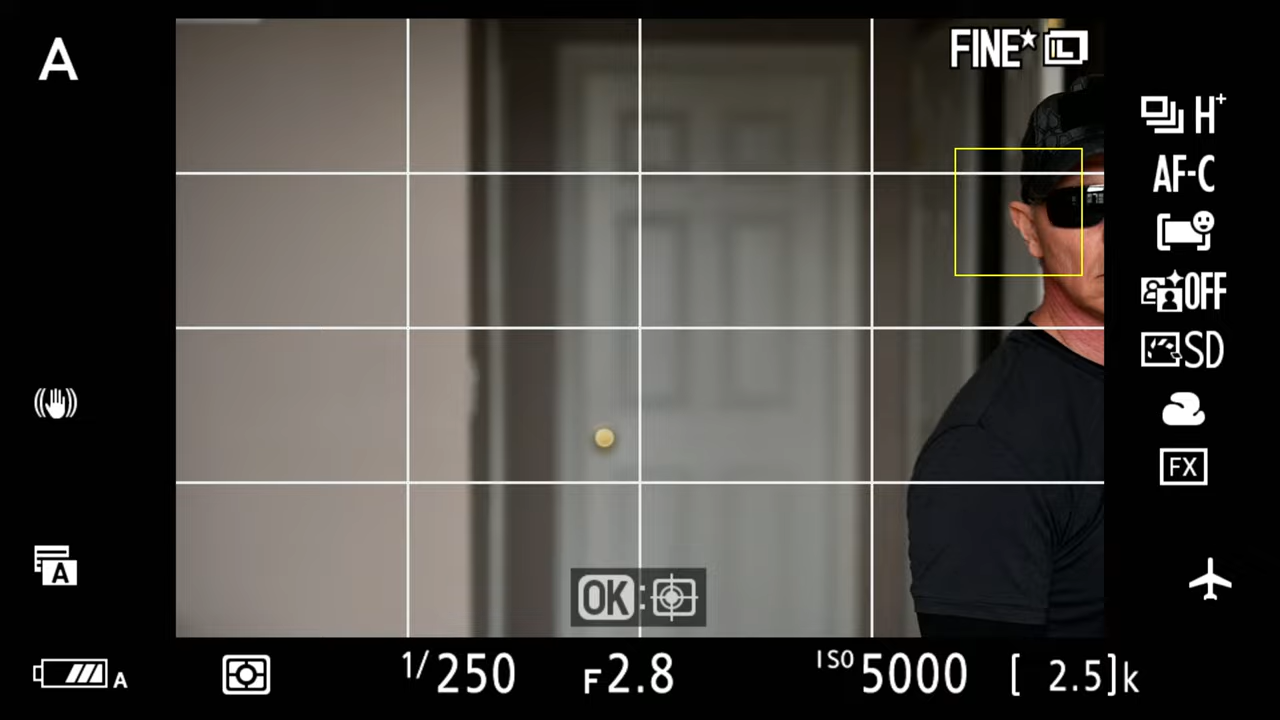 A
FINE★ L
H+
AF-C
OFF
SD
FX
A
OK:
A
1/250
F2.8
ISO 5000
[ 2.5]k